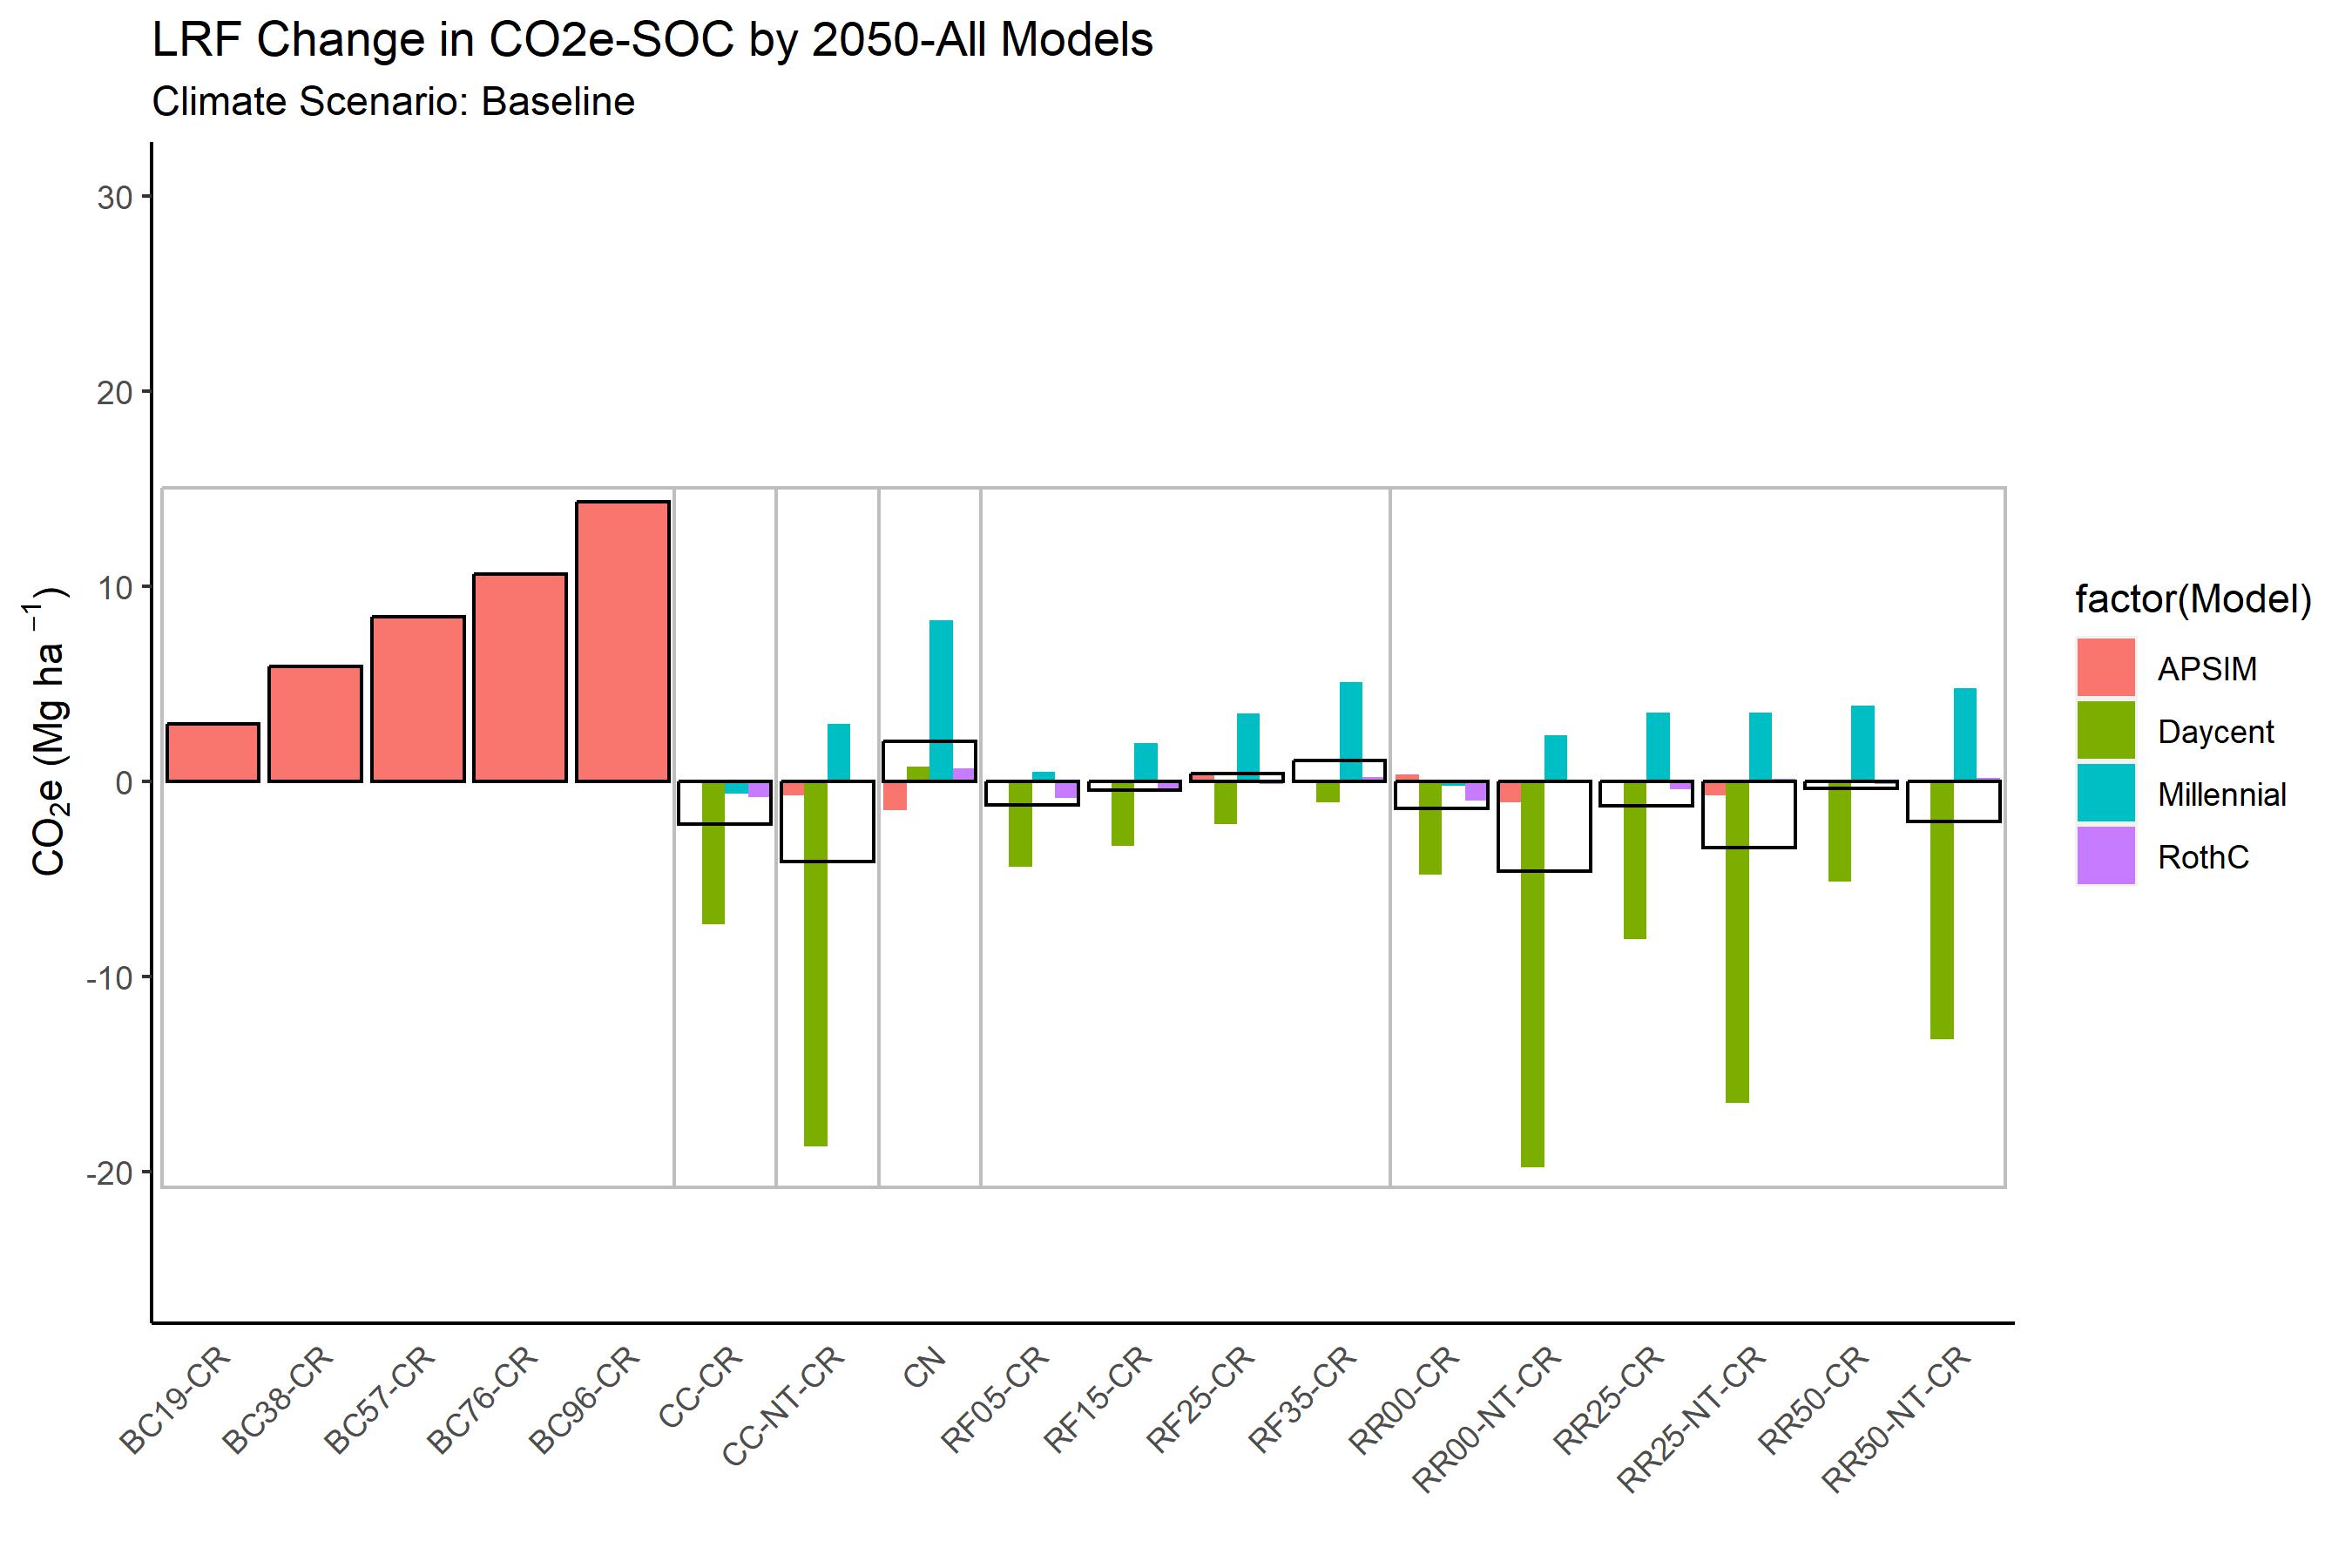 LRF Change in CO2e-SOC by 2050-All Models
Climate Scenario: Baseline
30
20
10
0
-10
-20
CO₂e (Mg ha ⁻¹)
BC19-CR
BC38-CR
BC57-CR
BC76-CR
BC96-CR
CC-CR
CC-NT-CR
CN
RF05-CR
RF15-CR
RF25-CR
RF35-CR
RR00-CR
RR00-NT-CR
RR25-CR
RR25-NT-CR
RR50-CR
RR50-NT-CR
factor(Model)
APSIM
Daycent
Millennial
RothC